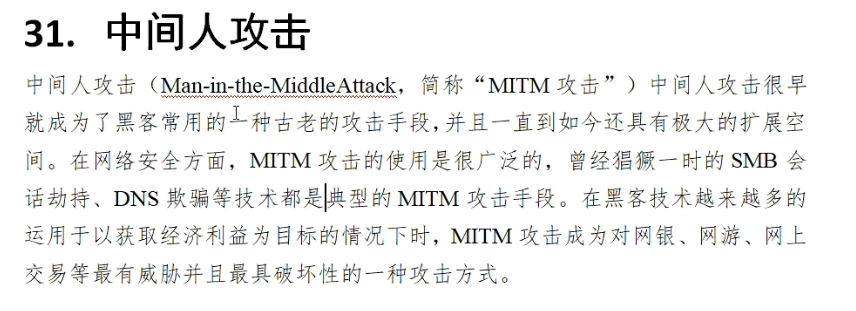 31. 中间人攻击
中间人攻击（Man-in-the-MiddleAttack，简称“MITM 攻击”）中间人攻击很早
就成为了黑客常用的一种古老的攻击手段，并且一直到如今还具有极大的扩展空
间。在网络安全方面，MITM 攻击的使用是很广泛的，曾经猖獗一时的 SMB 会
话劫持、DNS 欺骗等技术都是典型的 MITM 攻击手段。在黑客技术越来越多的
运用于以获取经济利益为目标的情况下时，MITM 攻击成为对网银、网游、网上
交易等最有威胁并且最具破坏性的一种攻击方式。